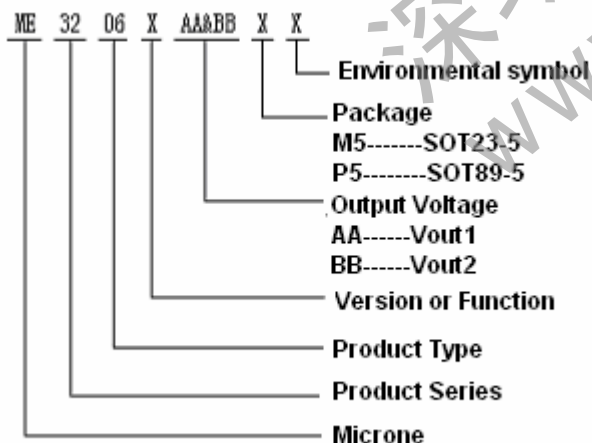 ME 32 06 X AA&BB X X
Environmental symbol
Package
M5-------SOT23-5
P5--------SOT89-5
Output Voltage
AA------Vout1
BB------Vout2
Version or Function
Product Type
Product Series
Microne
深